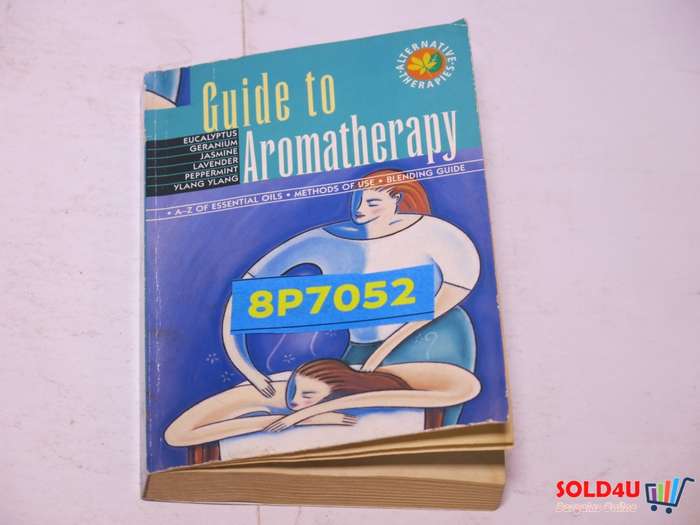 ALTERNATIVE
• THERAPIES •
Guide to
Aromatherapy
EUCALYPTUS
GERANIUM
JASMINE
LAVENDER
PEPPERMINT
YLANG YLANG
• A–Z OF ESSENTIAL OILS • METHODS OF USE • BLENDING GUIDE
8P7052
SOLD4U
Bargains Online